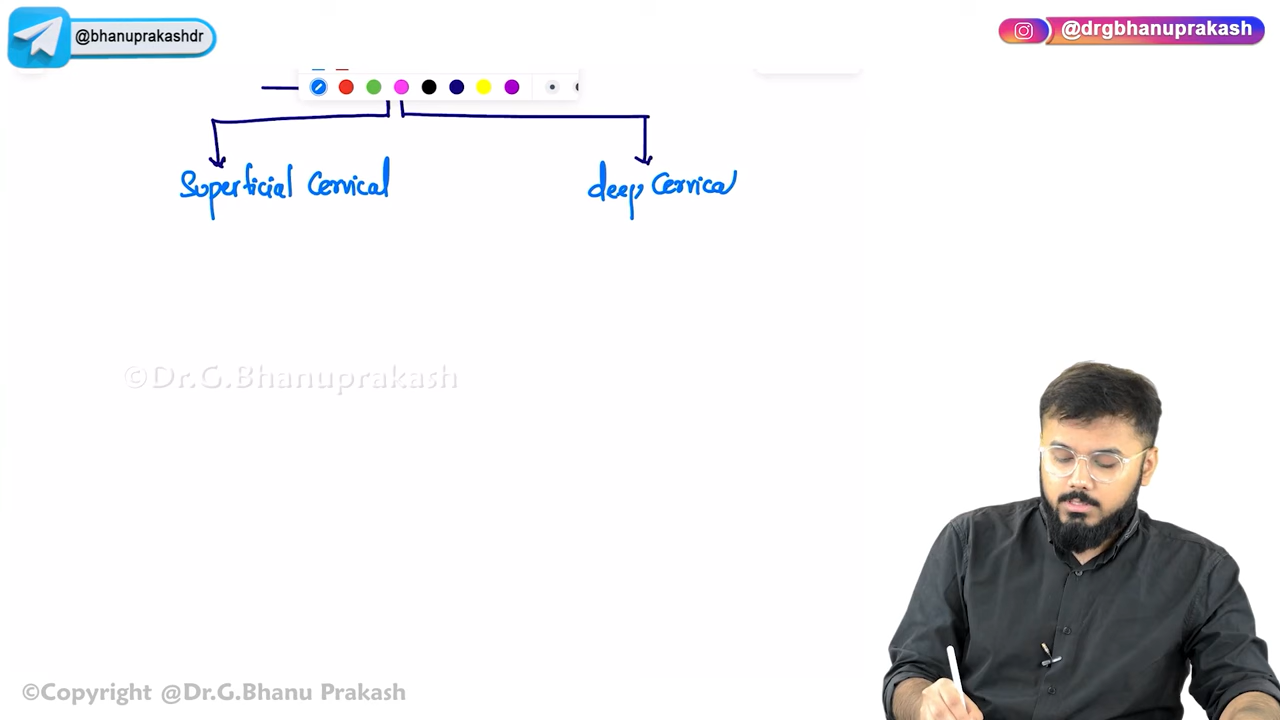 @bhanuprakashdr
@drgbhanuprakash
Superficial Cervical
deep Cervical
©Dr.G.Bhanuprakash
©Copyright @Dr.G.Bhanu Prakash